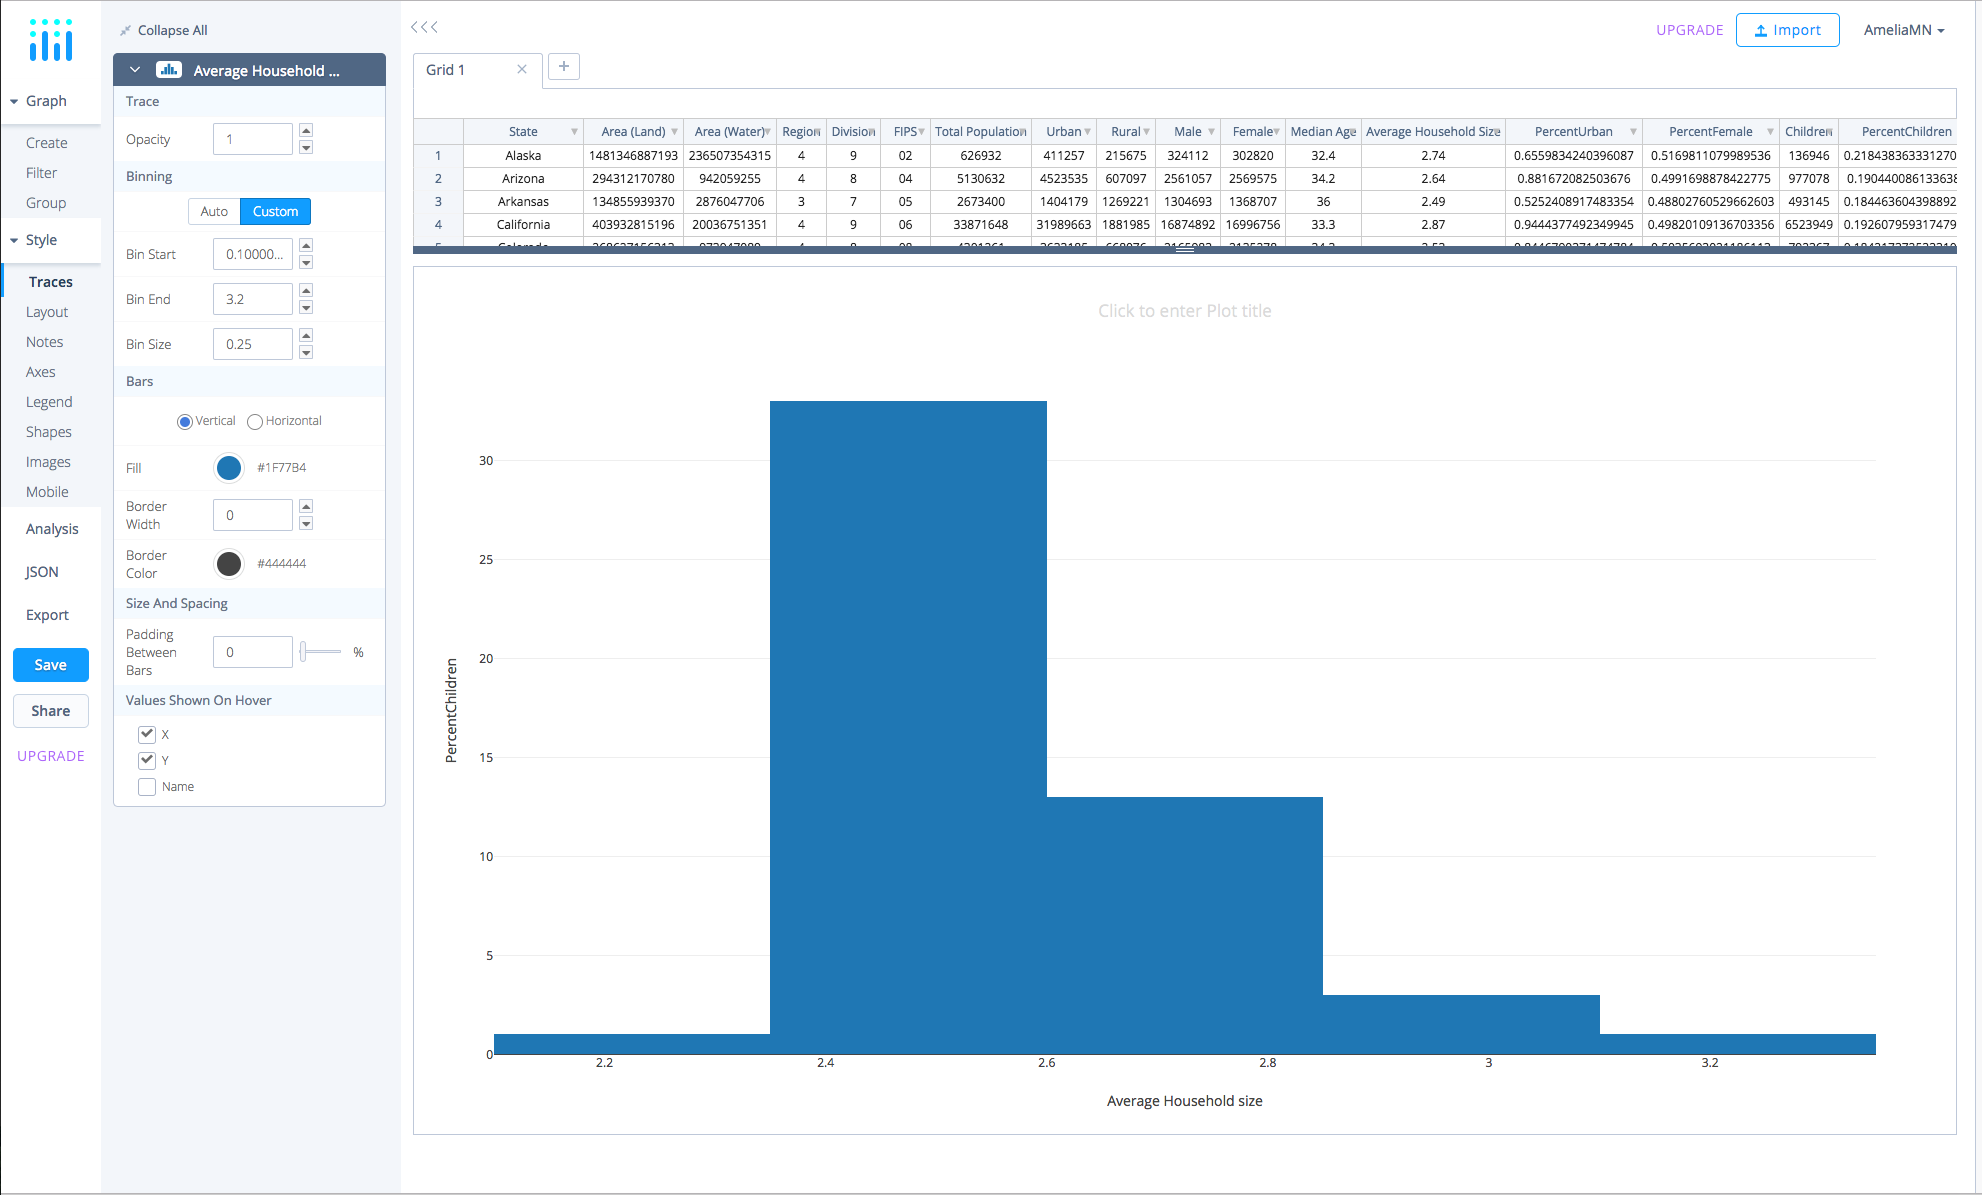 Graph
Create
Filter
Group
Style
Traces
Layout
Notes
Axes
Legend
Shapes
Images
Mobile
Analysis
JSON
Export
Save
Share
UPGRADE
Collapse All
Average Household ...
Trace
Opacity 1
Binning
Auto Custom
Bin Start 0.10000...
Bin End 3.2
Bin Size 0.25
Bars
Vertical Horizontal
Fill #1F77B4
Border
Width 0
Border
Color #444444
Size And Spacing
Padding
Between 0 %
Bars
Values Shown On Hover
X
Y
Name
UPGRADE Import AmeliaMN
Grid 1
State Area (Land) Area (Water) Region Division FIPS Total Population Urban Rural Male Female Median Age Average Household Size PercentUrban PercentFemale Children PercentChildren
1 Alaska 1481346887193 236507354315 4 9 02 626932 411257 215675 324112 302820 32.4 2.74 0.6559834240396087 0.5169811079989536 136946 0.218438363331270
2 Arizona 294312170780 942059255 4 8 04 5130632 4523535 607097 2561057 2569575 34.2 2.64 0.881672082503676 0.4991698878422775 977078 0.190440086133638
3 Arkansas 134855939370 2876047706 3 7 05 2673400 1404179 1269221 1304693 1368707 36 2.49 0.5252408917483354 0.48802760529662603 493145 0.184463604398892
4 California 403932815196 20036751351 4 9 06 33871648 31989663 1881985 16874892 16996756 33.3 2.87 0.9444377492349945 0.49820109136703356 6523949 0.192607959317479
Click to enter Plot title
PercentChildren
30
25
20
15
10
5
0
2.2 2.4 2.6 2.8 3 3.2
Average Household size